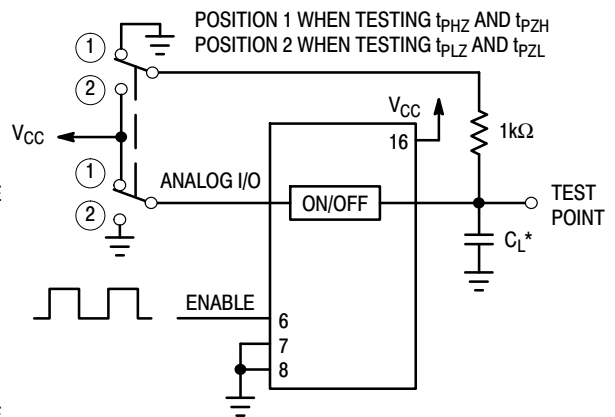 POSITION 1 WHEN TESTING tPHZ AND tPZH
POSITION 2 WHEN TESTING tPLZ AND tPZL
1
2
VCC
VCC
16
1kΩ
1
2
ANALOG I/O
ON/OFF
TEST
POINT
CL*
ENABLE
6
7
8